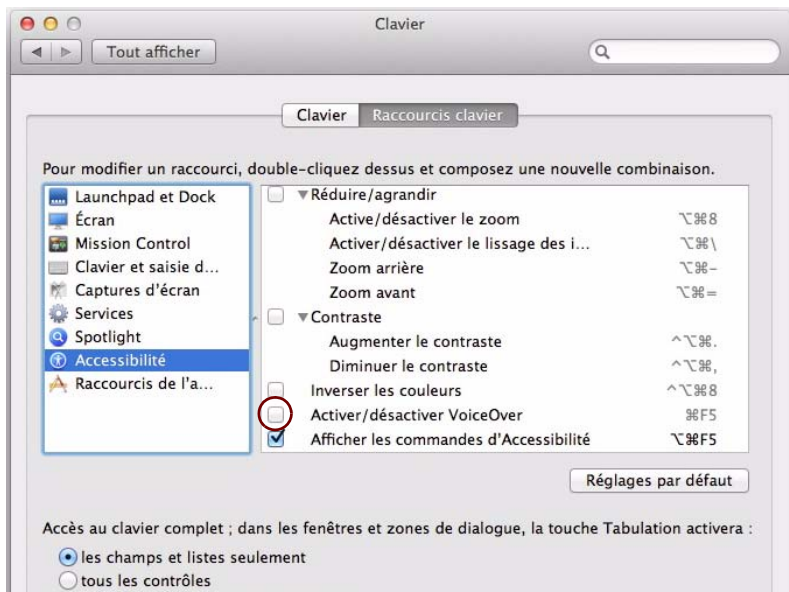 Clavier
Tout afficher
Clavier Raccourcis clavier
Pour modifier un raccourci, double-cliquez dessus et composez une nouvelle combinaison.
Launchpad et Dock
Écran
Mission Control
Clavier et saisie d...
Captures d'écran
Services
Spotlight
Accessibilité
Raccourcis de l'a...
Réduire/agrandir
Active/désactiver le zoom ⌥⌘8
Activer/désactiver le lissage des i... ⌥⌘\
Zoom arrière ⌥⌘-
Zoom avant ⌥⌘=
Contraste
Augmenter le contraste ^⌥⌘.
Diminuer le contraste ^⌥⌘,
Inverser les couleurs ^⌥⌘8
Activer/désactiver VoiceOver ⌘F5
Afficher les commandes d'Accessibilité ⌥⌘F5
Réglages par défaut
Accès au clavier complet ; dans les fenêtres et zones de dialogue, la touche Tabulation activera :
les champs et listes seulement
tous les contrôles